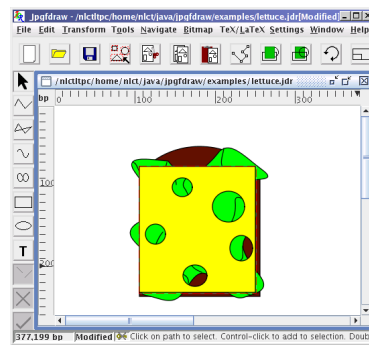 Jpgfdraw - /nlctltpc/home/nlct/java/jpgfdraw/examples/lettuce.jdr[Modified]
File Edit Transform Tools Navigate Bitmap TeX/LaTeX Settings Window Help
/nlctltpc/home/nlct/java/jpgfdraw/examples/lettuce.jdr
bp 0 100 200 300
100
200
T
377,199 bp Modified Click on path to select. Control-click to add to selection. Doub